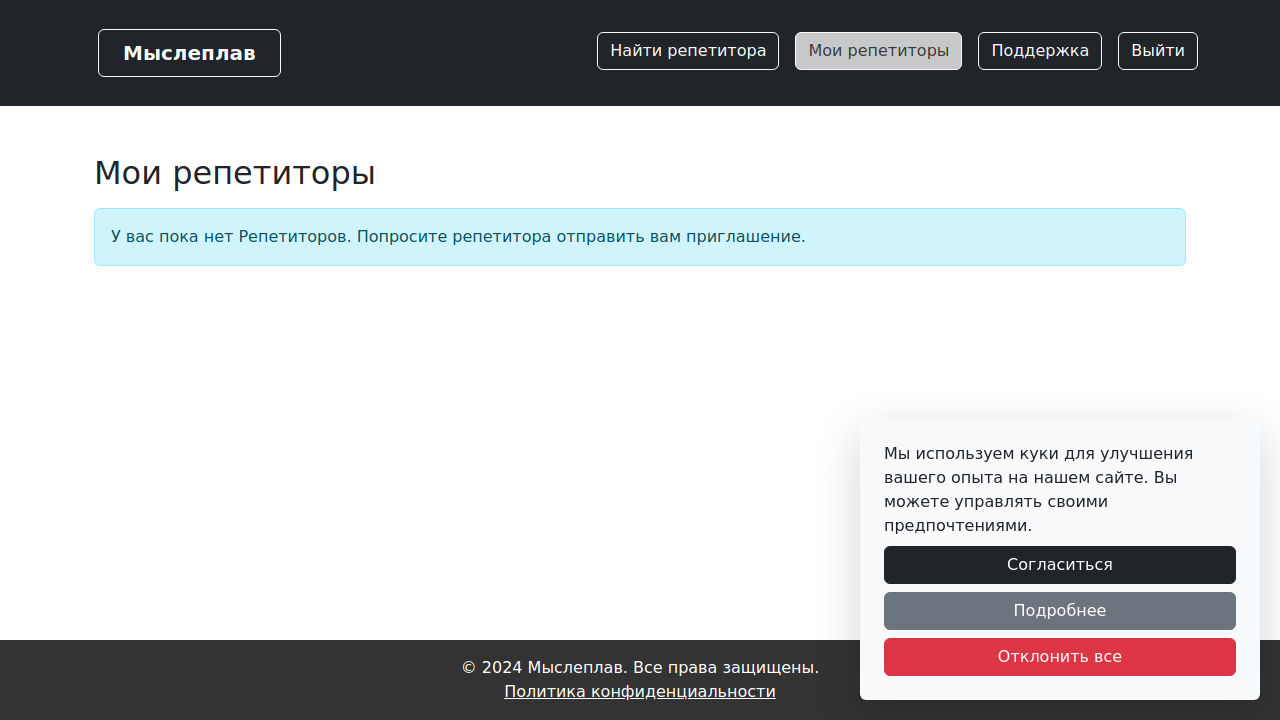 Мыслеплав
Найти репетитора
Мои репетиторы
Поддержка
Выйти
Мои репетиторы
У вас пока нет Репетиторов. Попросите репетитора отправить вам приглашение.
Мы используем куки для улучшения
вашего опыта на нашем сайте. Вы
можете управлять своими
предпочтениями.
Согласиться
Подробнее
Отклонить все
© 2024 Мыслеплав. Все права защищены.
Политика конфиденциальности